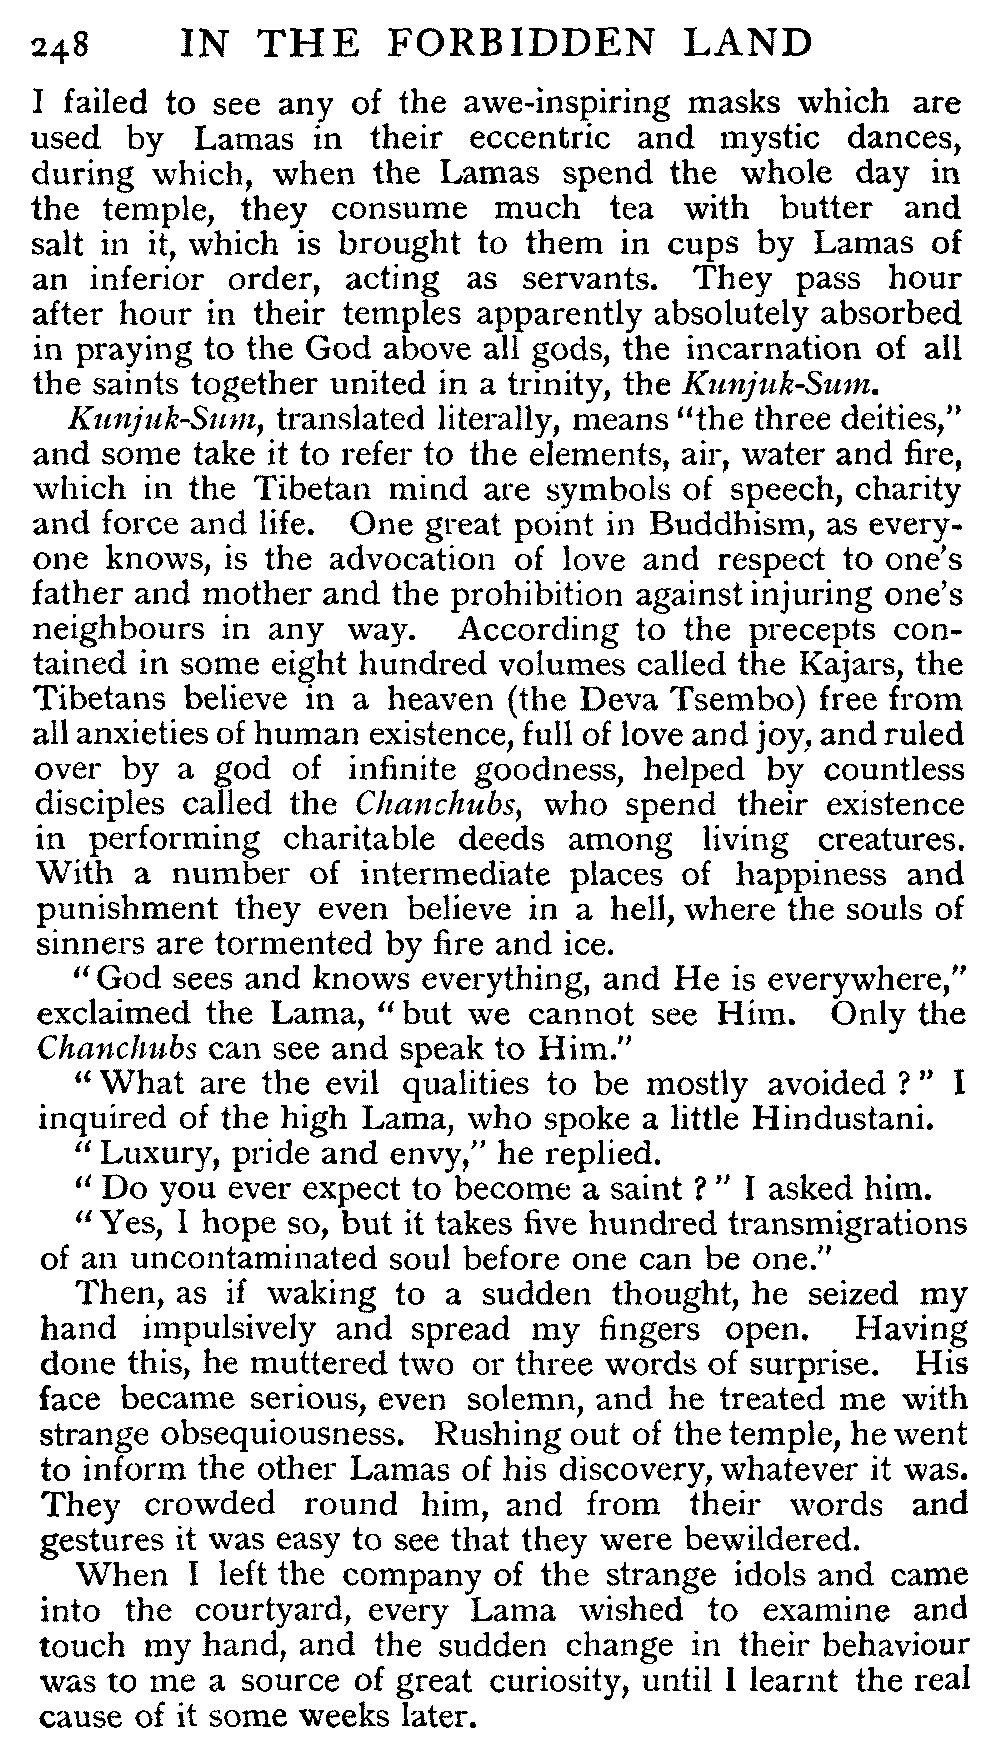 248 IN THE FORBIDDEN LAND
I failed to see any of the awe-inspiring masks which are
used by Lamas in their eccentric and mystic dances,
during which, when the Lamas spend the whole day in
the temple, they consume much tea with butter and
salt in it, which is brought to them in cups by Lamas of
an inferior order, acting as servants. They pass hour
after hour in their temples apparently absolutely absorbed
in praying to the God above all gods, the incarnation of all
the saints together united in a trinity, the Kunjuk-Sum.
Kunjuk-Sum, translated literally, means "the three deities,"
and some take it to refer to the elements, air, water and fire,
which in the Tibetan mind are symbols of speech, charity
and force and life. One great point in Buddhism, as every-
one knows, is the advocation of love and respect to one's
father and mother and the prohibition against injuring one's
neighbours in any way. According to the precepts con-
tained in some eight hundred volumes called the Kajars, the
Tibetans believe in a heaven (the Deva Tsembo) free from
all anxieties of human existence, full of love and joy, and ruled
over by a god of infinite goodness, helped by countless
disciples called the Chanchubs, who spend their existence
in performing charitable deeds among living creatures.
With a number of intermediate places of happiness and
punishment they even believe in a hell, where the souls of
sinners are tormented by fire and ice.
"God sees and knows everything, and He is everywhere,"
exclaimed the Lama, "but we cannot see Him. Only the
Chanchubs can see and speak to Him."
"What are the evil qualities to be mostly avoided?" I
inquired of the high Lama, who spoke a little Hindustani.
"Luxury, pride and envy," he replied.
"Do you ever expect to become a saint?" I asked him.
"Yes, I hope so, but it takes five hundred transmigrations
of an uncontaminated soul before one can be one."
Then, as if waking to a sudden thought, he seized my
hand impulsively and spread my fingers open. Having
done this, he muttered two or three words of surprise. His
face became serious, even solemn, and he treated me with
strange obsequiousness. Rushing out of the temple, he went
to inform the other Lamas of his discovery, whatever it was.
They crowded round him, and from their words and
gestures it was easy to see that they were bewildered.
When I left the company of the strange idols and came
into the courtyard, every Lama wished to examine and
touch my hand, and the sudden change in their behaviour
was to me a source of great curiosity, until I learnt the real
cause of it some weeks later.